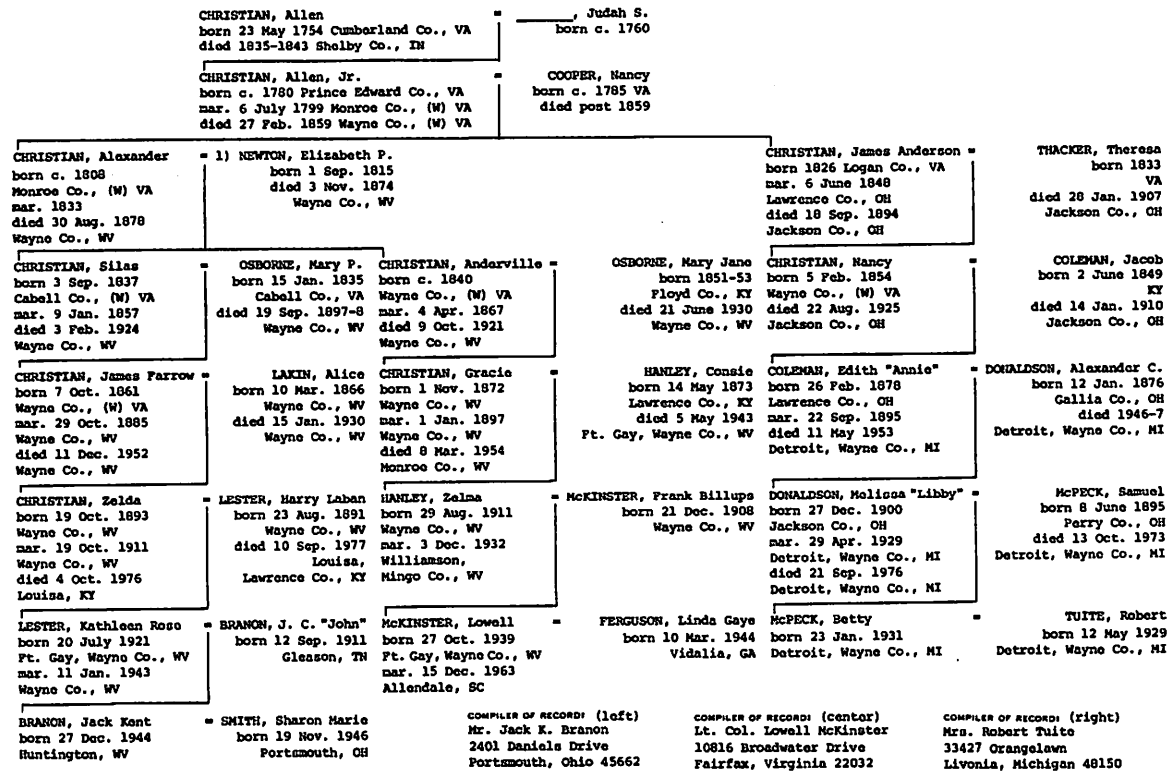 CHRISTIAN, Allen = ________, Judah S.
born 23 May 1754 Cumberland Co., VA born c. 1760
died 1835-1843 Shelby Co., IN
CHRISTIAN, Allen, Jr. = COOPER, Nancy
born c. 1780 Prince Edward Co., VA born c. 1785 VA
mar. 6 July 1799 Monroe Co., (W) VA died post 1859
died 27 Feb. 1859 Wayne Co., (W) VA
CHRISTIAN, Alexander = 1) NEWTON, Elizabeth P.
born c. 1808 born 1 Sep. 1815
Monroe Co., (W) VA died 3 Nov. 1874
mar. 1833 Wayne Co., WV
died 30 Aug. 1878
Wayne Co., WV
CHRISTIAN, James Anderson = THACKER, Theresa
born 1826 Logan Co., VA born 1833
mar. 6 June 1848 VA
Lawrence Co., OH died 28 Jan. 1907
died 18 Sep. 1894 Jackson Co., OH
Jackson Co., OH
CHRISTIAN, Silas = OSBORNE, Mary P.
born 3 Sep. 1837 born 15 Jan. 1835
Cabell Co., (W) VA Cabell Co., VA
mar. 9 Jan. 1857 died 19 Sep. 1897-8
died 3 Feb. 1924 Wayne Co., WV
Wayne Co., WV
CHRISTIAN, Anderville = OSBORNE, Mary Jane
born c. 1840 born 1851-53
Wayne Co., (W) VA Floyd Co., KY
mar. 4 Apr. 1867 died 21 June 1930
died 9 Oct. 1921 Wayne Co., WV
Wayne Co., WV
CHRISTIAN, Nancy = COLEMAN, Jacob
born 5 Feb. 1854 born 2 June 1849
Wayne Co., (W) VA KY
died 22 Aug. 1925 died 14 Jan. 1910
Jackson Co., OH Jackson Co., OH
CHRISTIAN, James Farrow = LAKIN, Alice
born 7 Oct. 1861 born 10 Mar. 1866
Wayne Co., (W) VA Wayne Co., WV
mar. 29 Oct. 1885 died 15 Jan. 1930
Wayne Co., WV Wayne Co., WV
died 11 Dec. 1952
Wayne Co., WV
CHRISTIAN, Gracie = HANLEY, Consie
born 1 Nov. 1872 born 14 May 1873
Wayne Co., WV Lawrence Co., KY
mar. 1 Jan. 1897 died 5 May 1943
died 8 Mar. 1954 Ft. Gay, Wayne Co., WV
Monroe Co., WV
COLEMAN, Edith "Annie" = DONALDSON, Alexander C.
born 26 Feb. 1878 born 12 Jan. 1876
Lawrence Co., OH Gallia Co., OH
mar. 22 Sep. 1895 died 1946-7
died 11 May 1953 Detroit, Wayne Co., MI
Detroit, Wayne Co., MI
CHRISTIAN, Zelda = LESTER, Harry Laban
born 19 Oct. 1893 born 23 Aug. 1891
Wayne Co., WV Wayne Co., WV
mar. 19 Oct. 1911 died 10 Sep. 1977
Wayne Co., WV Louisa,
died 4 Oct. 1976 Lawrence Co., KY
Louisa, KY
HANLEY, Zelma = McKINSTER, Frank Billups
born 29 Aug. 1911 born 21 Dec. 1908
Wayne Co., WV Wayne Co., WV
mar. 3 Dec. 1932
Williamson,
Mingo Co., WV
DONALDSON, Melissa "Libby" = McPECK, Samuel
born 27 Dec. 1900 born 8 June 1895
Jackson Co., OH Perry Co., OH
mar. 29 Apr. 1929 died 13 Oct. 1973
Detroit, Wayne Co., MI Detroit, Wayne Co., MI
died 21 Sep. 1976
Detroit, Wayne Co., MI
LESTER, Kathleen Rose = BRANON, J. C. "John"
born 20 July 1921 born 12 Sep. 1911
Ft. Gay, Wayne Co., WV Gleason, TN
mar. 11 Jan. 1943
Wayne Co., WV
McKINSTER, Lowell = FERGUSON, Linda Gaye
born 27 Oct. 1939 born 10 Mar. 1944
Ft. Gay, Wayne Co., WV Vidalia, GA
mar. 15 Dec. 1963
Allendale, SC
McPECK, Betty = TUITE, Robert
born 23 Jan. 1931 born 12 May 1929
Detroit, Wayne Co., MI Detroit, Wayne Co., MI
BRANON, Jack Kent = SMITH, Sharon Marie
born 27 Dec. 1944 born 19 Nov. 1946
Huntington, WV Portsmouth, OH
COMPILER OF RECORD: (left)
Mr. Jack K. Branon
2401 Daniels Drive
Portsmouth, Ohio 45662
COMPILER OF RECORD: (center)
Lt. Col. Lowell McKinster
10816 Broadwater Drive
Fairfax, Virginia 22032
COMPILER OF RECORD: (right)
Mrs. Robert Tuite
33427 Orangelawn
Livonia, Michigan 48150